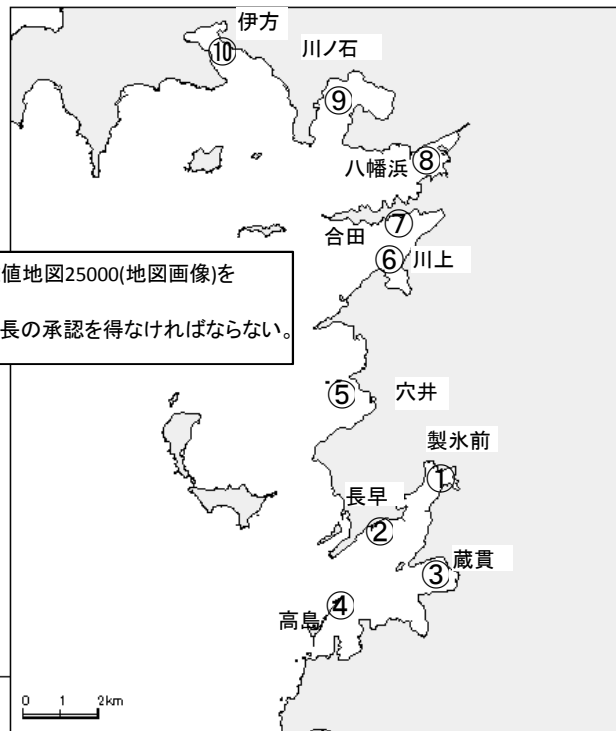 伊方
⑩
川ノ石
⑨
八幡浜
⑧
⑦
合田
⑥
川上
値地図25000(地図画像)を
長の承認を得なければならない。
⑤
穴井
製氷前
①
長早
②
蔵貫
③
④
高島
0 1 2km